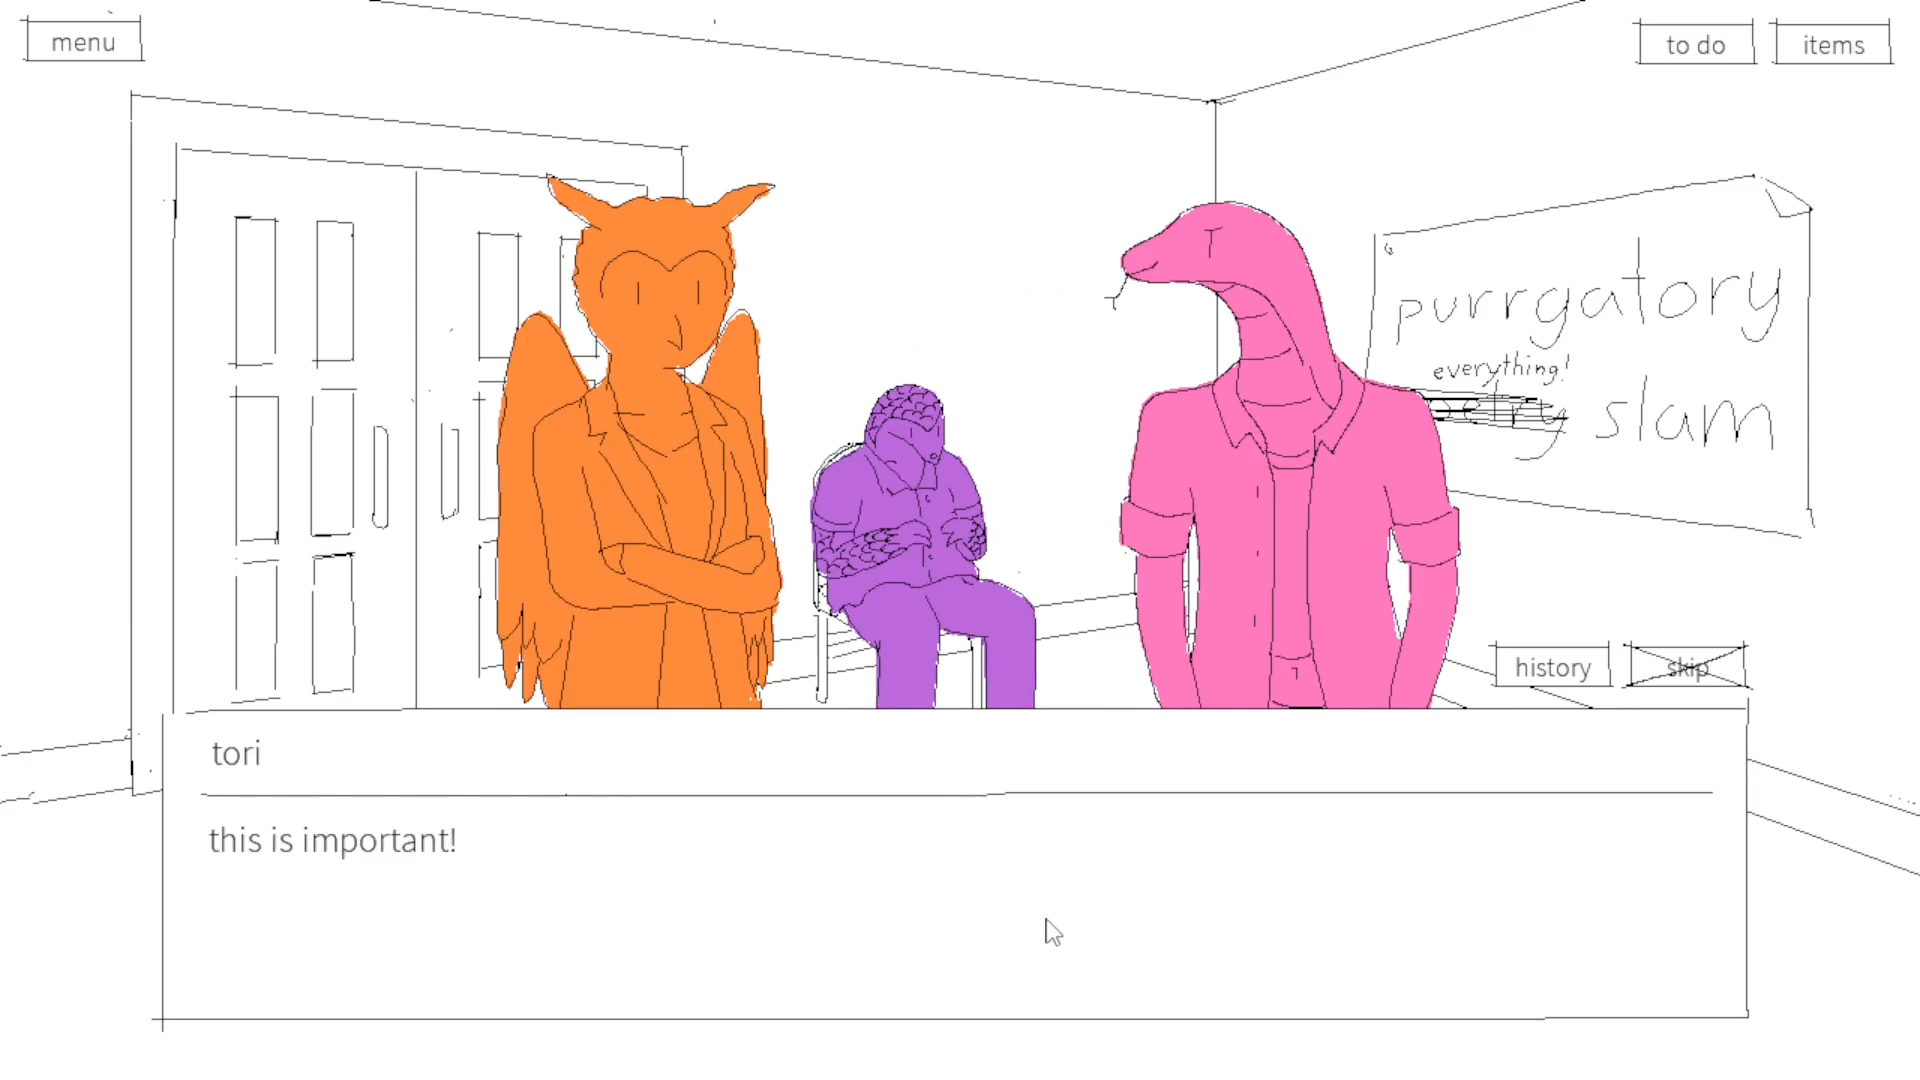 menu
to do
items
purrgatory
everything!
slam
history
skip
tori
this is important!